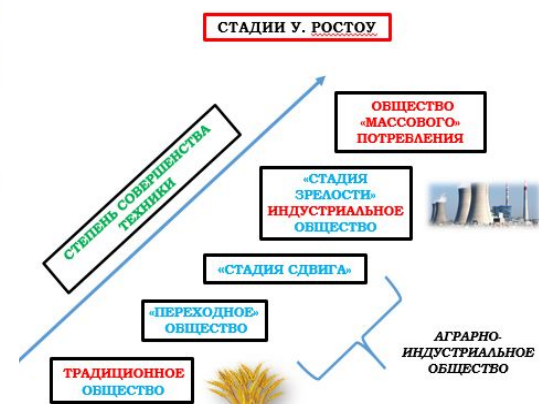 СТАДИИ У. РОСТОУ
СТЕПЕНЬ СОВЕРШЕНСТВА
ТЕХНИКИ
ОБЩЕСТВО
«МАССОВОГО»
ПОТРЕБЛЕНИЯ
«СТАДИЯ
ЗРЕЛОСТИ»
ИНДУСТРИАЛЬНОЕ
ОБЩЕСТВО
«СТАДИЯ СДВИГА»
«ПЕРЕХОДНОЕ»
ОБЩЕСТВО
АГРАРНО-
ИНДУСТРИАЛЬНОЕ
ОБЩЕСТВО
ТРАДИЦИОННОЕ
ОБЩЕСТВО